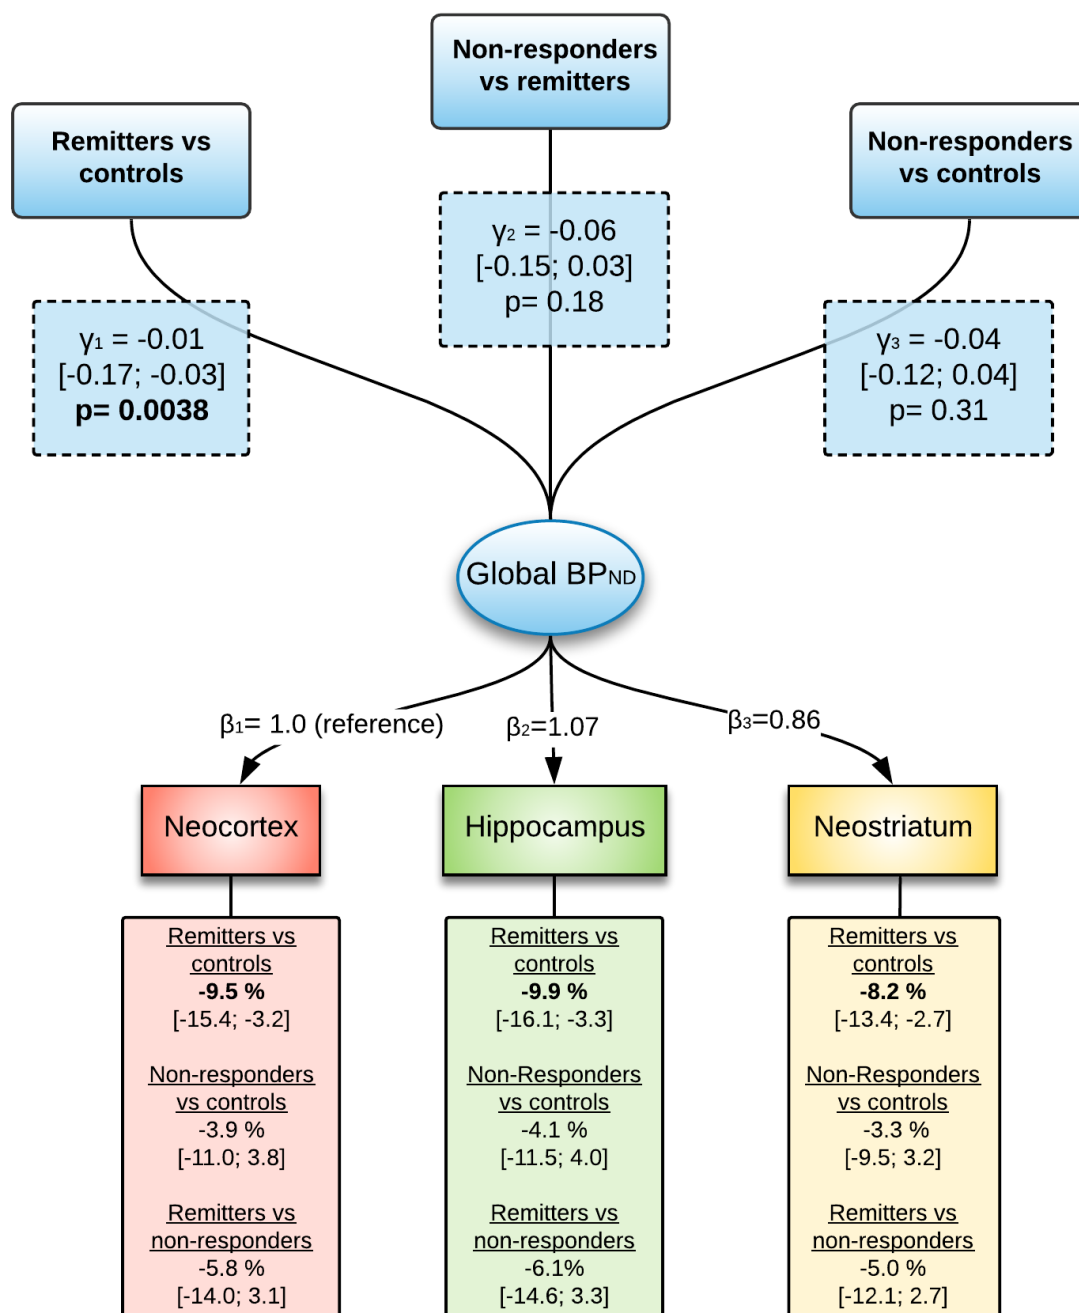 Non-responders
vs remitters
Remitters vs
controls
Non-responders
vs controls
γ₂ = -0.06
[-0.15; 0.03]
p= 0.18
γ₁ = -0.01
[-0.17; -0.03]
p= 0.0038
γ₃ = -0.04
[-0.12; 0.04]
p= 0.31
Global BPND
β₁= 1.0 (reference)
β₂=1.07
β₃=0.86
Neocortex
Hippocampus
Neostriatum
Remitters vs
controls
-9.5 %
[-15.4; -3.2]
Non-responders
vs controls
-3.9 %
[-11.0; 3.8]
Remitters vs
non-responders
-5.8 %
[-14.0; 3.1]
Remitters vs
controls
-9.9 %
[-16.1; -3.3]
Non-Responders
vs controls
-4.1 %
[-11.5; 4.0]
Remitters vs
non-responders
-6.1%
[-14.6; 3.3]
Remitters vs
controls
-8.2 %
[-13.4; -2.7]
Non-Responders
vs controls
-3.3 %
[-9.5; 3.2]
Remitters vs
non-responders
-5.0 %
[-12.1; 2.7]